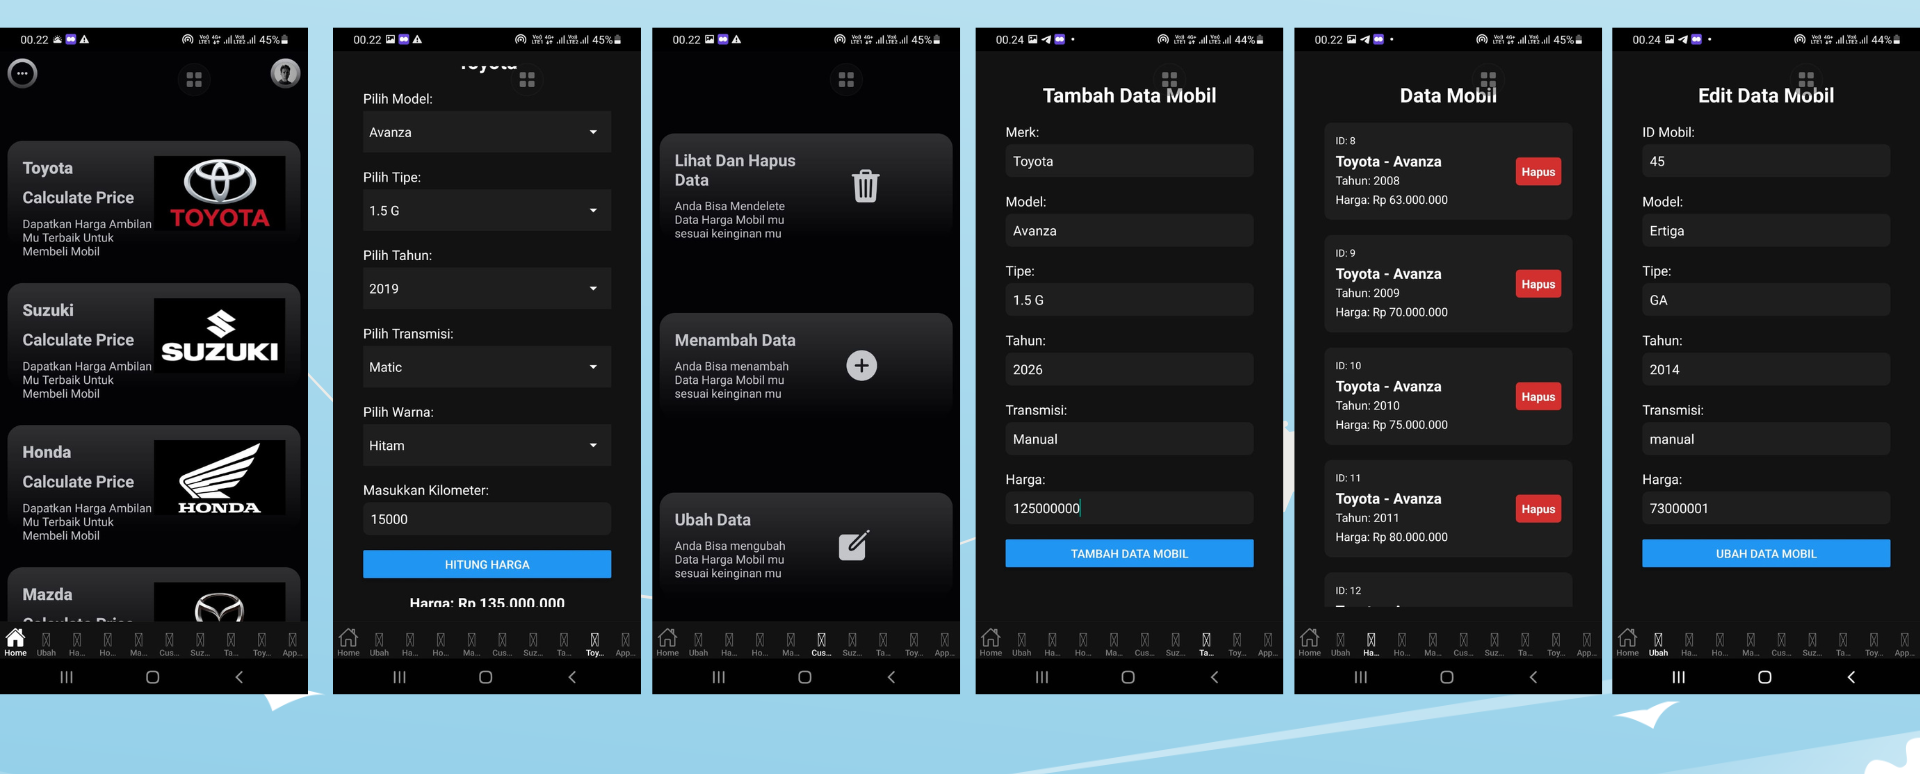 00.22
45%
Toyota
Calculate Price
Dapatkan Harga Ambilan
Mu Terbaik Untuk
Membeli Mobil
TOYOTA
Suzuki
Calculate Price
Dapatkan Harga Ambilan
Mu Terbaik Untuk
Membeli Mobil
SUZUKI
Honda
Calculate Price
Dapatkan Harga Ambilan
Mu Terbaik Untuk
Membeli Mobil
HONDA
Mazda
Calculate Price
Home Ubah Ha... Ho... Ma... Cus... Suz... Ta... Toy... App...
00.22
45%
Toyota
Pilih Model:
Avanza
Pilih Tipe:
1.5 G
Pilih Tahun:
2019
Pilih Transmisi:
Matic
Pilih Warna:
Hitam
Masukkan Kilometer:
15000
HITUNG HARGA
Harga: Rp 135.000.000
Home Ubah Ha... Ho... Ma... Cus... Suz... Ta... Toy... App...
00.22
45%
Lihat Dan Hapus
Data
Anda Bisa Mendelete
Data Harga Mobil mu
sesuai keinginan mu
Menambah Data
Anda Bisa menambah
Data Harga Mobil mu
sesuai keinginan mu
Ubah Data
Anda Bisa mengubah
Data Harga Mobil mu
sesuai keinginan mu
Home Ubah Ha... Ho... Ma... Cus... Suz... Ta... Toy... App...
00.24
44%
Tambah Data Mobil
Merk:
Toyota
Model:
Avanza
Tipe:
1.5 G
Tahun:
2026
Transmisi:
Manual
Harga:
125000000
TAMBAH DATA MOBIL
Home Ubah Ha... Ho... Ma... Cus... Suz... Ta... Toy... App...
00.22
45%
Data Mobil
ID: 8
Toyota - Avanza
Tahun: 2008
Harga: Rp 63.000.000
Hapus
ID: 9
Toyota - Avanza
Tahun: 2009
Harga: Rp 70.000.000
Hapus
ID: 10
Toyota - Avanza
Tahun: 2010
Harga: Rp 75.000.000
Hapus
ID: 11
Toyota - Avanza
Tahun: 2011
Harga: Rp 80.000.000
Hapus
ID: 12
Home Ubah Ha... Ho... Ma... Cus... Suz... Ta... Toy... App...
00.24
44%
Edit Data Mobil
ID Mobil:
45
Model:
Ertiga
Tipe:
GA
Tahun:
2014
Transmisi:
manual
Harga:
73000001
UBAH DATA MOBIL
Home Ubah Ha... Ho... Ma... Cus... Suz... Ta... Toy... App...